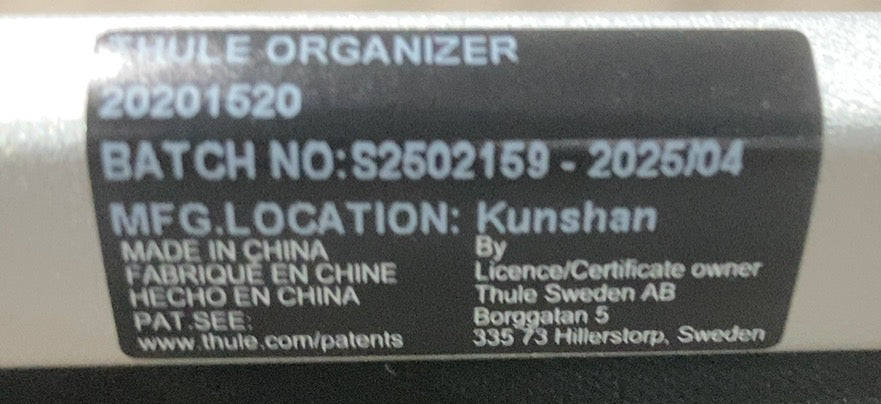 THULE ORGANIZER
20201520
BATCH NO:S2502159 - 2025/04
MFG.LOCATION: Kunshan
MADE IN CHINA
FABRIQUÉ EN CHINE
HECHO EN CHINA
PAT.SEE:
www.thule.com/patents
By
Licence/Certificate owner
Thule Sweden AB
Borggatan 5
335 73 Hillerstorp, Sweden